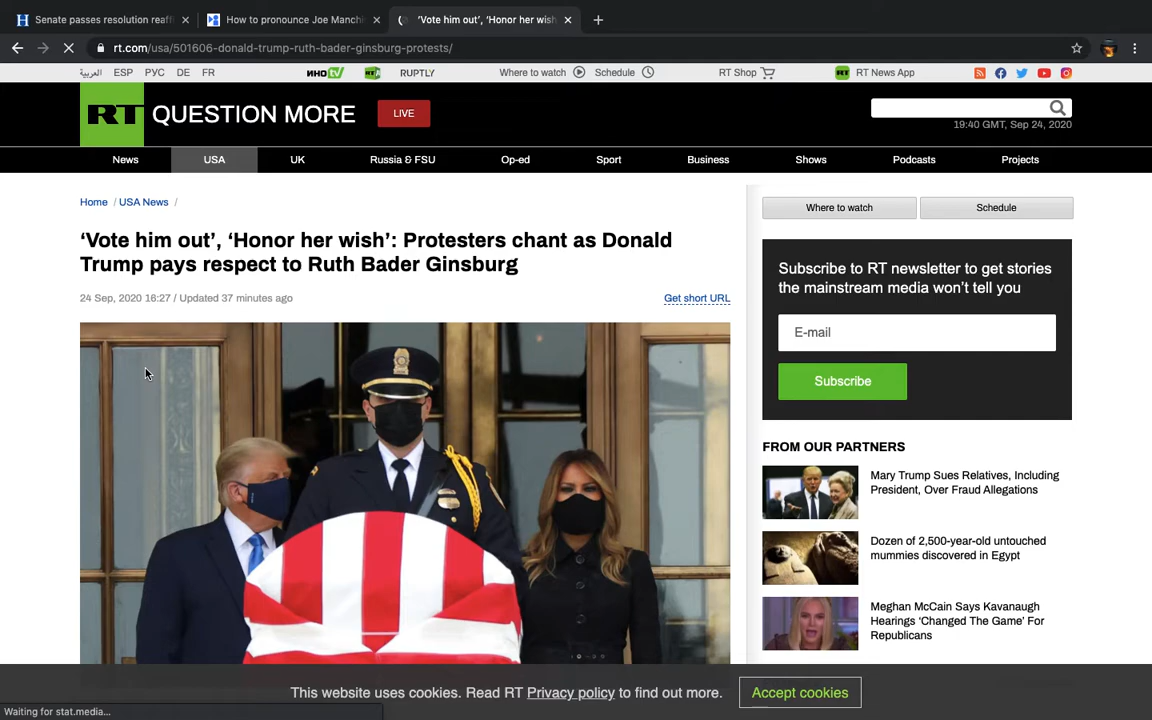 Senate passes resolution reaffi
How to pronounce Joe Manchi
'Vote him out', 'Honor her wish
rt.com/usa/501606-donald-trump-ruth-bader-ginsburg-protests/
العربية ESP РУС DE FR ИНОTV RUPTLY Where to watch Schedule RT Shop RT News App
RT QUESTION MORE LIVE
19:40 GMT, Sep 24, 2020
News USA UK Russia & FSU Op-ed Sport Business Shows Podcasts Projects
Home / USA News /
'Vote him out', 'Honor her wish': Protesters chant as Donald
Trump pays respect to Ruth Bader Ginsburg
24 Sep, 2020 16:27 / Updated 37 minutes ago
Get short URL
Where to watch
Schedule
Subscribe to RT newsletter to get stories
the mainstream media won't tell you
E-mail
Subscribe
FROM OUR PARTNERS
Mary Trump Sues Relatives, Including
President, Over Fraud Allegations
Dozen of 2,500-year-old untouched
mummies discovered in Egypt
Meghan McCain Says Kavanaugh
Hearings 'Changed The Game' For
Republicans
This website uses cookies. Read RT Privacy policy to find out more.
Accept cookies
Waiting for stat.media...